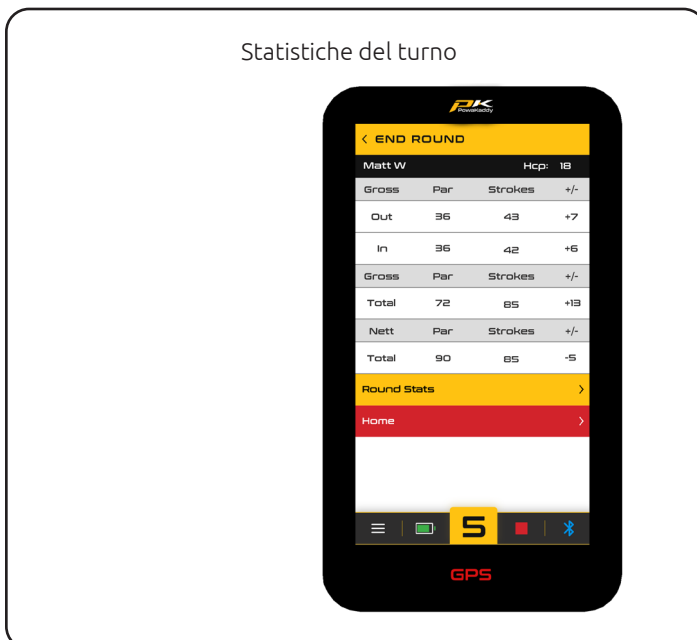 Statistiche del turno
PK
PowaKaddy
< END ROUND
Matt W Hcp: 18
Gross Par Strokes +/-
Out 36 43 +7
In 36 42 +6
Gross Par Strokes +/-
Total 72 85 +13
Nett Par Strokes +/-
Total 90 85 -5
Round Stats >
Home >
5
GPS